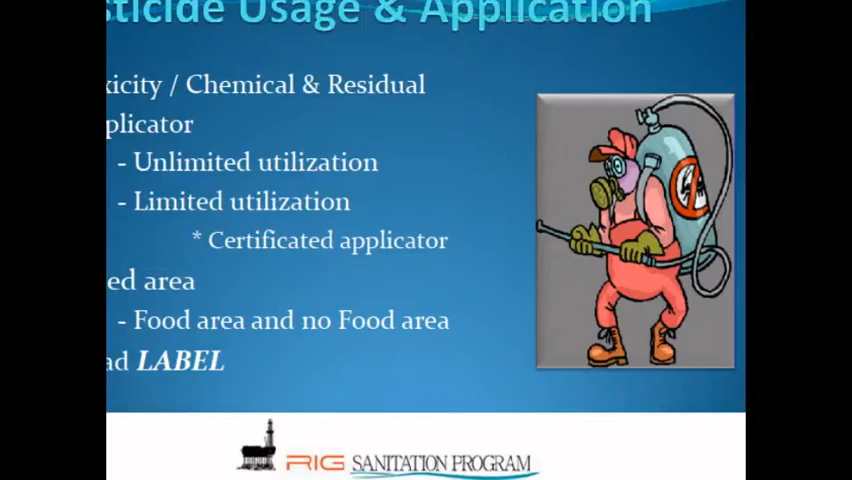 sticide Usage & Application
xicity / Chemical & Residual
plicator
- Unlimited utilization
- Limited utilization
* Certificated applicator
ed area
- Food area and no Food area
ad LABEL
RIG SANITATION PROGRAM